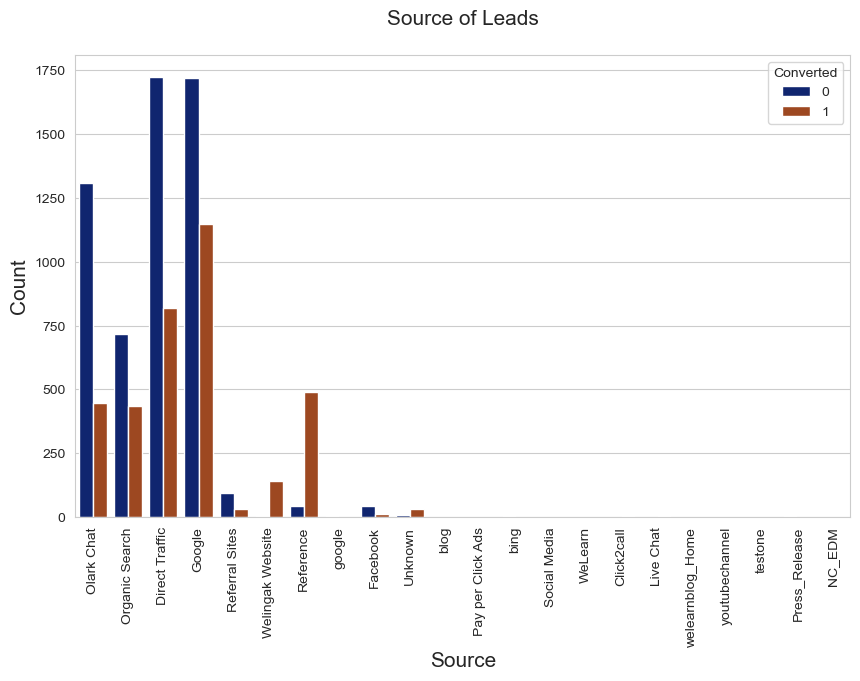 Source of Leads
Converted
0
1
1750
1500
1250
1000
750
500
250
0
Count
Olark Chat
Organic Search
Direct Traffic
Google
Referral Sites
Welingak Website
Reference
google
Facebook
Unknown
blog
Pay per Click Ads
bing
Social Media
WeLearn
Click2call
Live Chat
welearnblog_Home
youtubechannel
testone
Press_Release
NC_EDM
Source